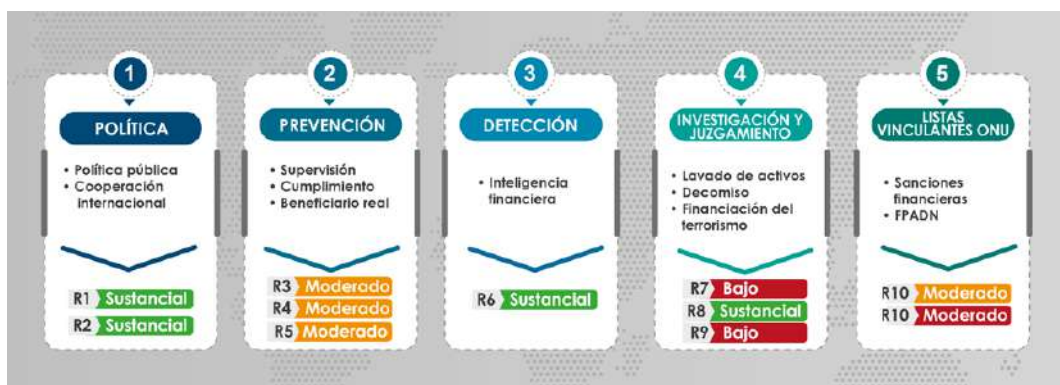 1
POLÍTICA
• Política pública
• Cooperación
internacional
R1 Sustancial
R2 Sustancial
2
PREVENCIÓN
• Supervisión
• Cumplimiento
• Beneficiario real
R3 Moderado
R4 Moderado
R5 Moderado
3
DETECCIÓN
• Inteligencia
financiera
R6 Sustancial
4
INVESTIGACIÓN Y
JUZGAMIENTO
• Lavado de activos
• Decomiso
• Financiación del
terrorismo
R7 Bajo
R8 Sustancial
R9 Bajo
5
LISTAS
VINCULANTES ONU
• Sanciones
financieras
• FPADN
R10 Moderado
R10 Moderado